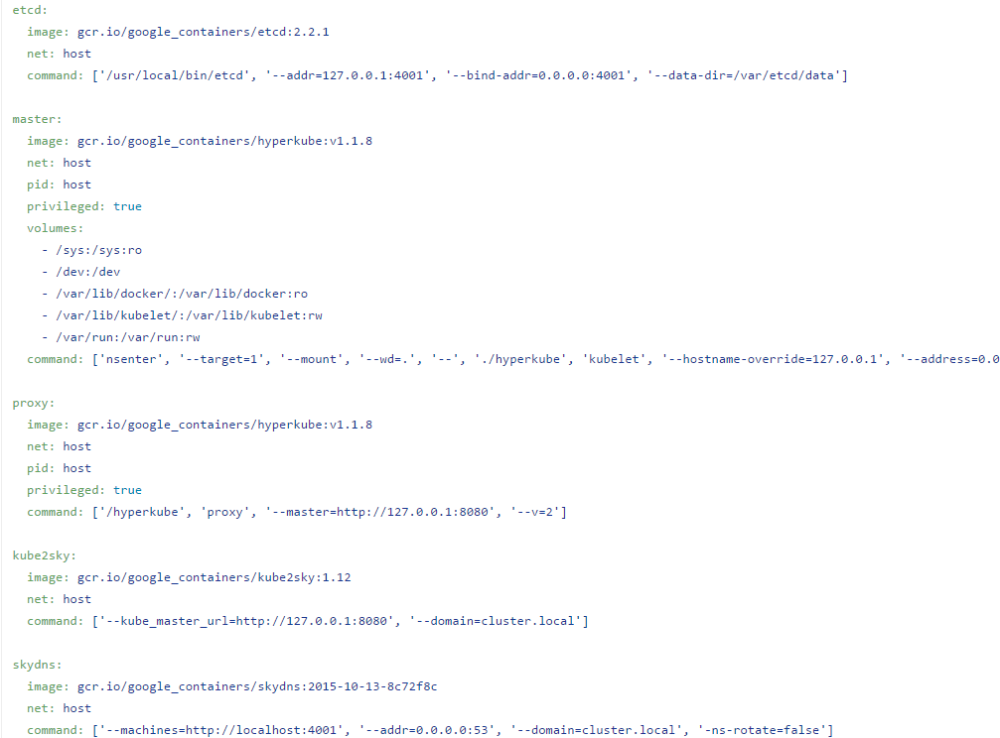 etcd:
  image: gcr.io/google_containers/etcd:2.2.1
  net: host
  command: ['/usr/local/bin/etcd', '--addr=127.0.0.1:4001', '--bind-addr=0.0.0.0:4001', '--data-dir=/var/etcd/data']

master:
  image: gcr.io/google_containers/hyperkube:v1.1.8
  net: host
  pid: host
  privileged: true
  volumes:
    - /sys:/sys:ro
    - /dev:/dev
    - /var/lib/docker/:/var/lib/docker:ro
    - /var/lib/kubelet/:/var/lib/kubelet:rw
    - /var/run:/var/run:rw
  command: ['nsenter', '--target=1', '--mount', '--wd=.', '--', './hyperkube', 'kubelet', '--hostname-override=127.0.0.1', '--address=0.0

proxy:
  image: gcr.io/google_containers/hyperkube:v1.1.8
  net: host
  pid: host
  privileged: true
  command: ['/hyperkube', 'proxy', '--master=http://127.0.0.1:8080', '--v=2']

kube2sky:
  image: gcr.io/google_containers/kube2sky:1.12
  net: host
  command: ['--kube_master_url=http://127.0.0.1:8080', '--domain=cluster.local']

skydns:
  image: gcr.io/google_containers/skydns:2015-10-13-8c72f8c
  net: host
  command: ['--machines=http://localhost:4001', '--addr=0.0.0.0:53', '--domain=cluster.local', '-ns-rotate=false']